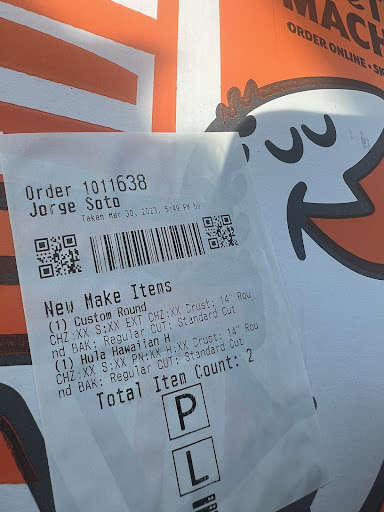 MACH
ORDER ONLINE • SK
Order 1011638
Jorge Soto
Taken Mar 30, 2023, 5:49 PM by
New Make Items
(1) Custom Round
CHZ:XX S:XX EXT CHZ:XX Crust: 14" Rou
nd BAK: Regular CUT: Standard Cut
(1) Hula Hawaiian H
CHZ:XX S:XX PN:XX H:XX Crust: 14" Rou
nd BAK: Regular CUT: Standard Cut
Total Item Count: 2
P
L